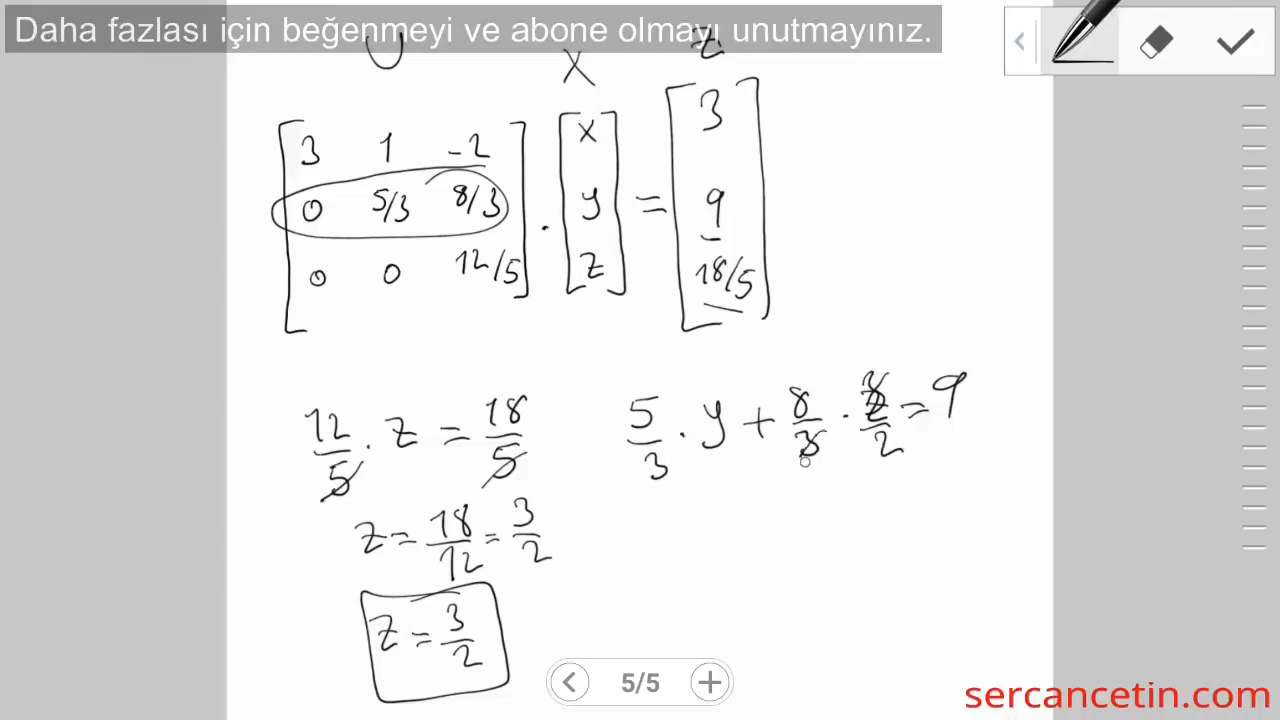 Daha fazlası için beğenmeyi ve abone olmayı unutmayınız.
U X Z
3 1 -2 x 3
0 5/3 8/3 . y = 9
0 0 12/5 z 18/5
12/5 . z = 18/5 5/3 . y + 8/3 . 3/2 = 9
z = 18/12 = 3/2
z = 3/2
5/5
sercancetin.com